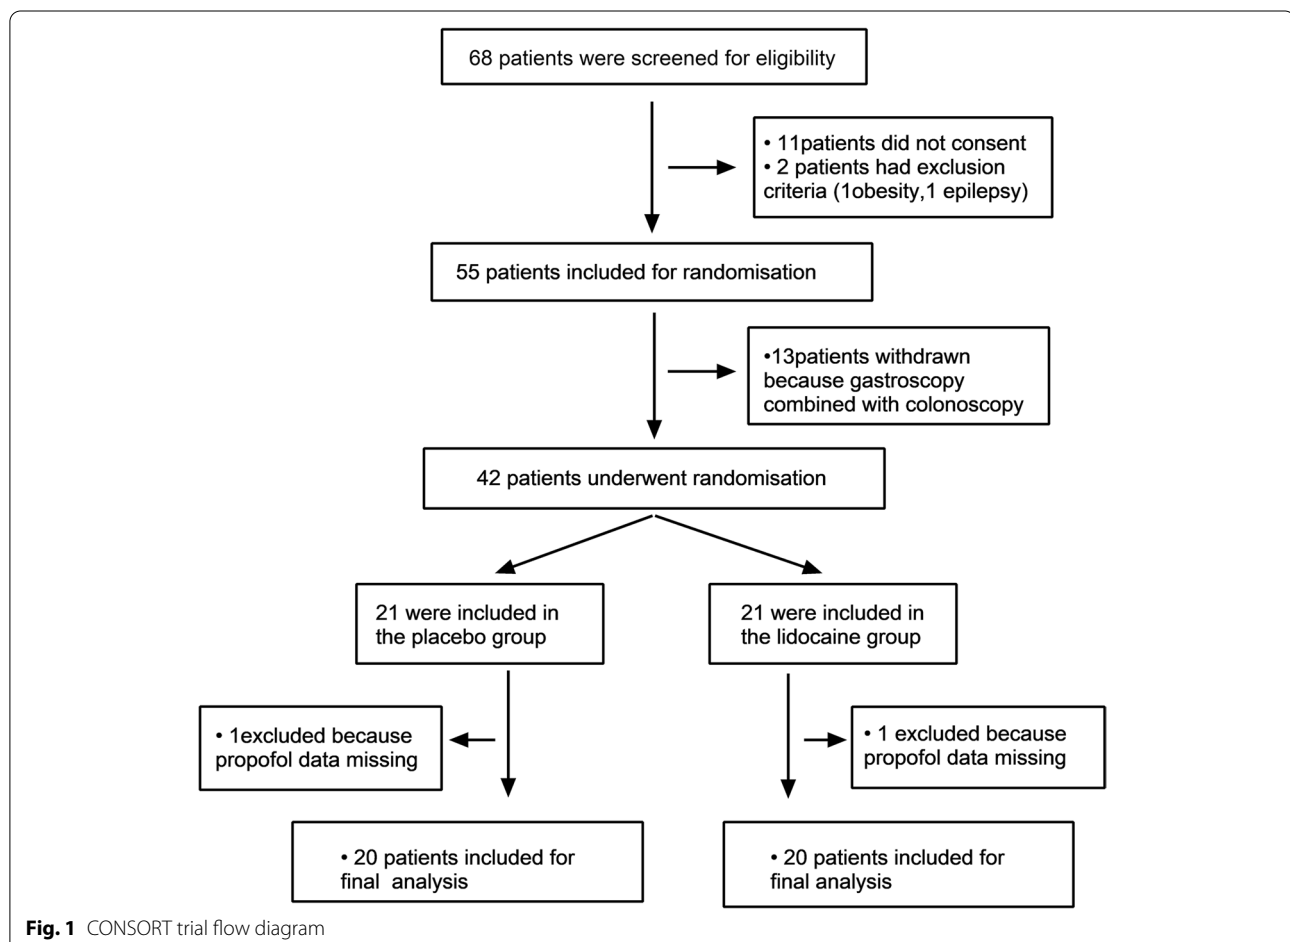 68 patients were screened for eligibility
• 11patients did not consent
• 2 patients had exclusion
criteria (1obesity,1 epilepsy)
55 patients included for randomisation
•13patients withdrawn
because gastroscopy
combined with colonoscopy
42 patients underwent randomisation
21 were included in
the placebo group
21 were included in
the lidocaine group
• 1excluded because
propofol data missing
• 1 excluded because
propofol data missing
• 20 patients included for
final analysis
• 20 patients included for
final analysis
Fig. 1 CONSORT trial flow diagram